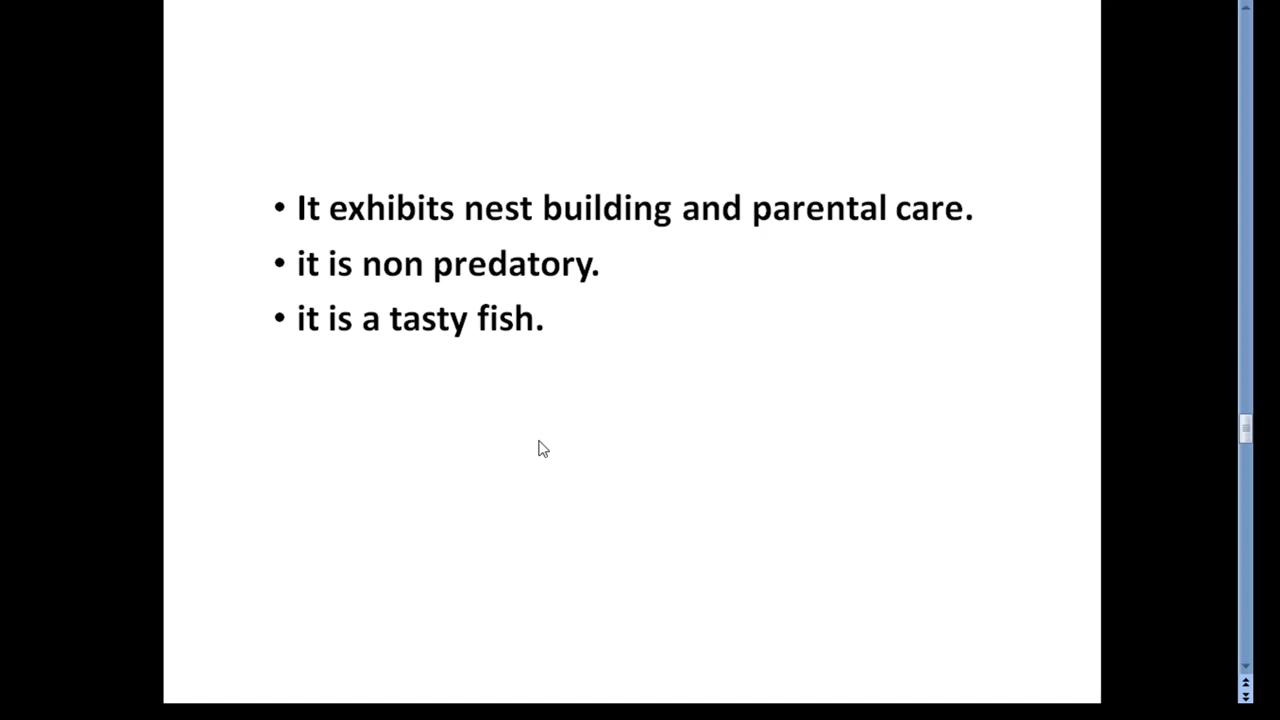 • It exhibits nest building and parental care.
• it is non predatory.
• it is a tasty fish.